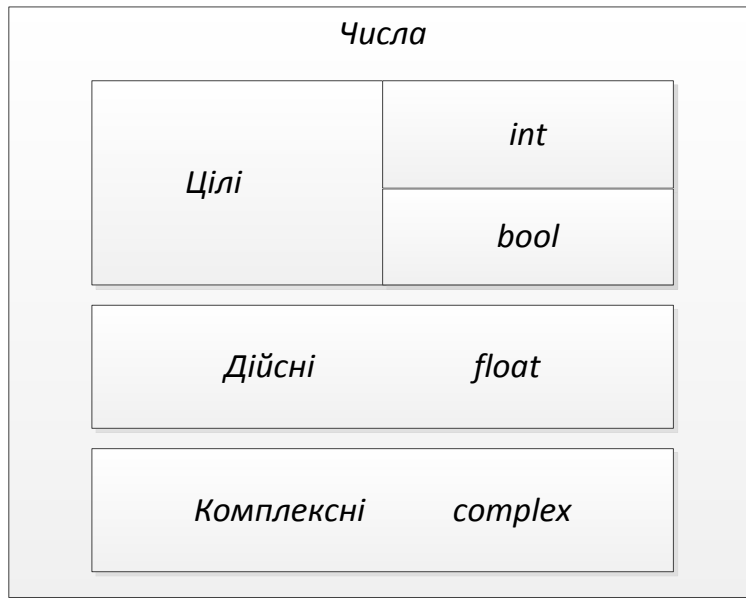 Числа
Цілі
int
bool
Дійсні float
Комплексні complex